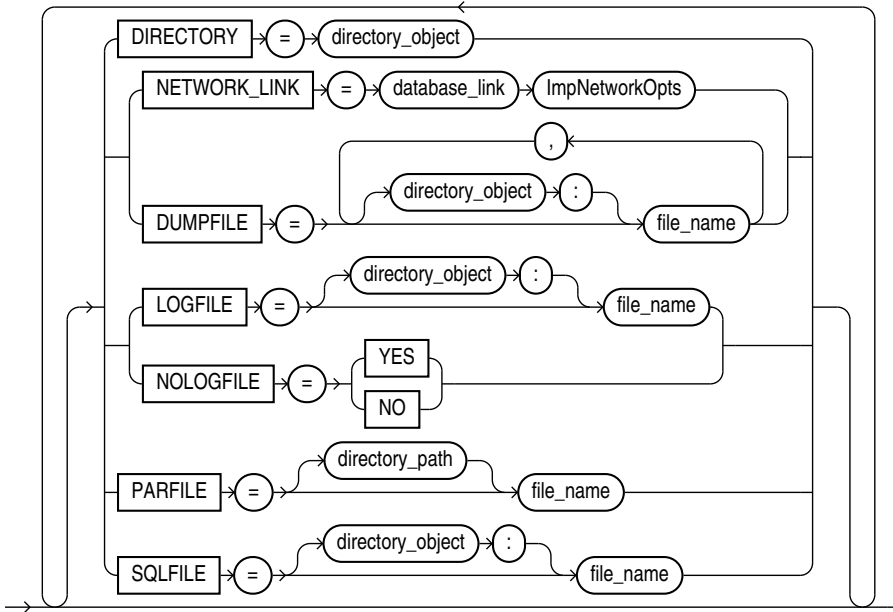 DIRECTORY = directory_object
NETWORK_LINK = database_link ImpNetworkOpts
,
directory_object :
DUMPFILE = file_name
directory_object :
LOGFILE = file_name
YES
NOLOGFILE =
NO
directory_path
PARFILE = file_name
directory_object :
SQLFILE = file_name